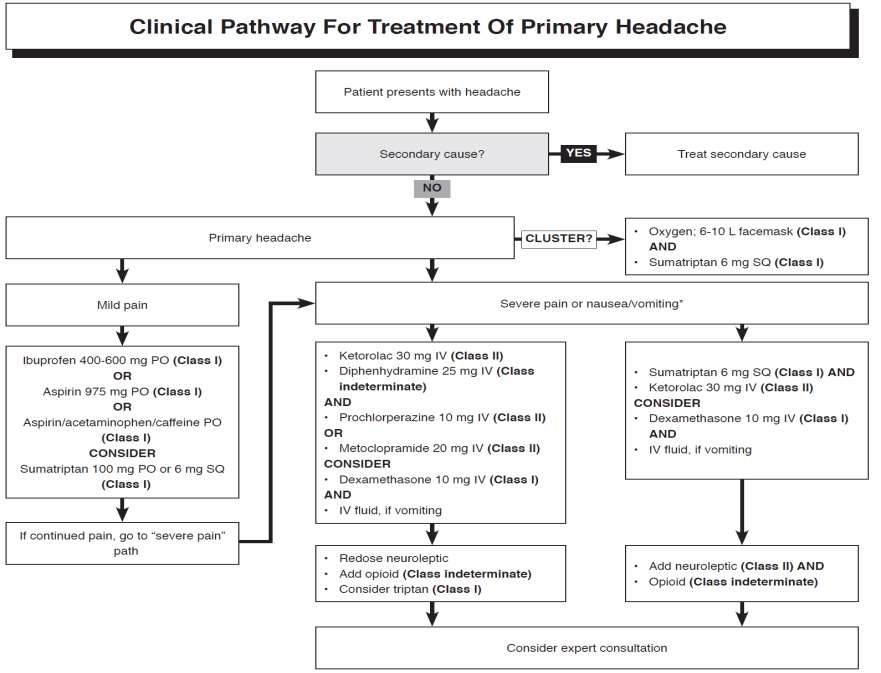 Clinical Pathway For Treatment Of Primary Headache
Patient presents with headache
Secondary cause?
YES
Treat secondary cause
NO
Primary headache
CLUSTER?
• Oxygen; 6-10 L facemask (Class I)
AND
• Sumatriptan 6 mg SQ (Class I)
Mild pain
Severe pain or nausea/vomiting*
Ibuprofen 400-600 mg PO (Class I)
OR
Aspirin 975 mg PO (Class I)
OR
Aspirin/acetaminophen/caffeine PO
(Class I)
CONSIDER
Sumatriptan 100 mg PO or 6 mg SQ
(Class I)
If continued pain, go to “severe pain”
path
• Ketorolac 30 mg IV (Class II)
• Diphenhydramine 25 mg IV (Class
indeterminate)
AND
• Prochlorperazine 10 mg IV (Class II)
OR
• Metoclopramide 20 mg IV (Class II)
CONSIDER
• Dexamethasone 10 mg IV (Class I)
AND
• IV fluid, if vomiting
• Sumatriptan 6 mg SQ (Class I) AND
• Ketorolac 30 mg IV (Class II)
CONSIDER
• Dexamethasone 10 mg IV (Class I)
AND
• IV fluid, if vomiting
• Redose neuroleptic
• Add opioid (Class indeterminate)
• Consider triptan (Class I)
• Add neuroleptic (Class II) AND
• Opioid (Class indeterminate)
Consider expert consultation